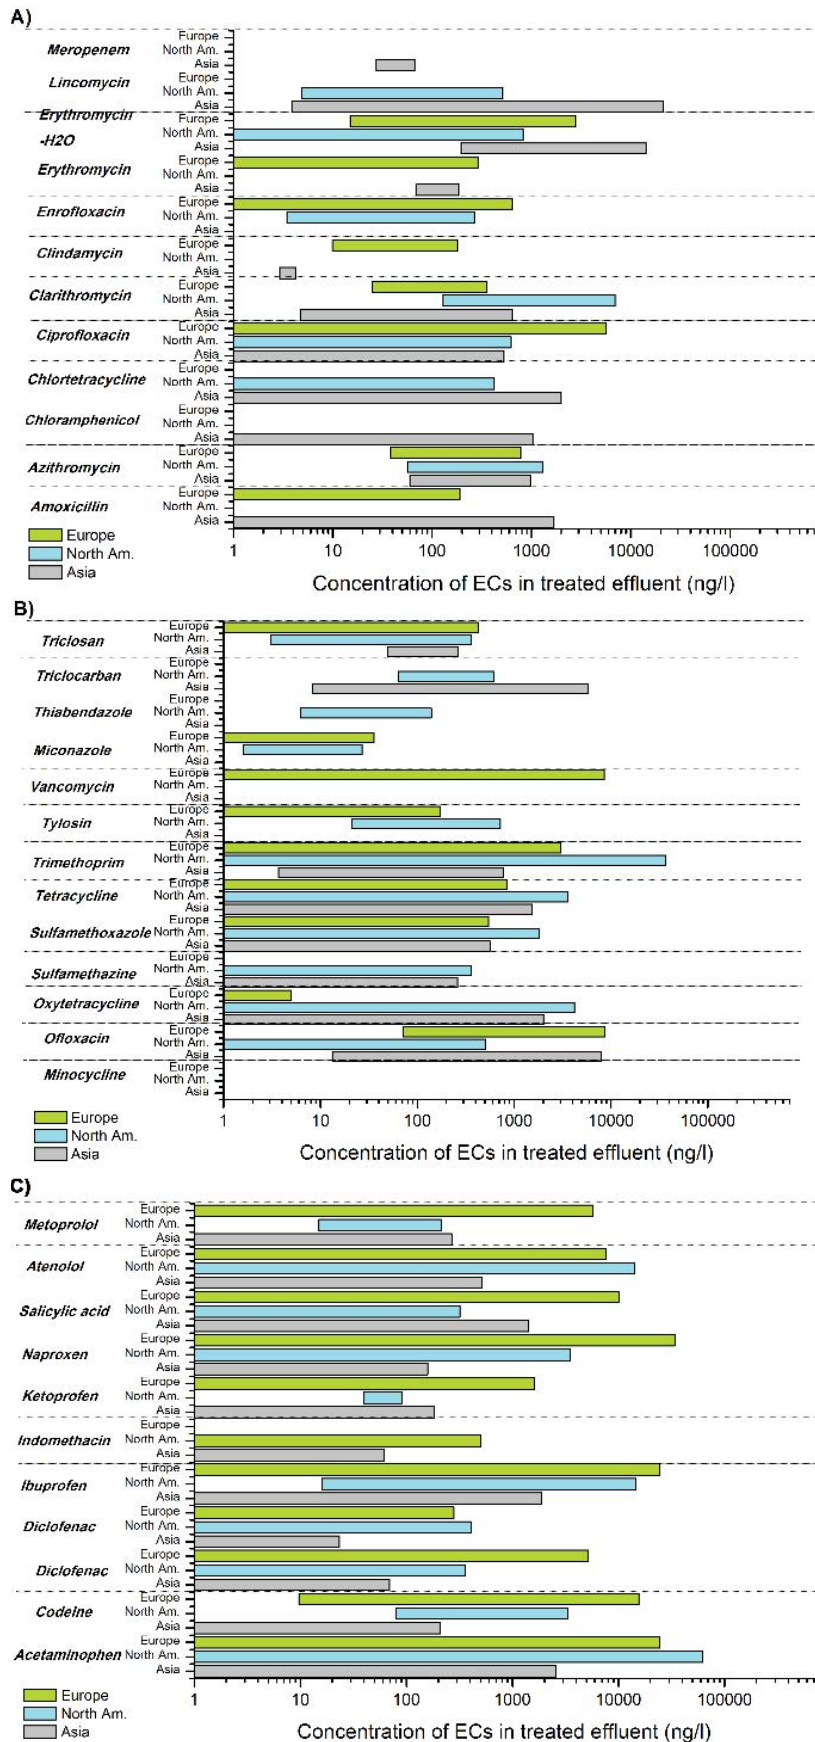 A)
Meropenem
Europe
North Am.
Asia
Lincomycin
Europe
North Am.
Asia
Erythromycin
-H2O
Europe
North Am.
Asia
Erythromycin
Europe
North Am.
Asia
Enrofloxacin
Europe
North Am.
Asia
Clindamycin
Europe
North Am.
Asia
Clarithromycin
Europe
North Am.
Asia
Ciprofloxacin
Europe
North Am.
Asia
Chlortetracycline
Europe
North Am.
Asia
Chloramphenicol
Europe
North Am.
Asia
Azithromycin
Europe
North Am.
Asia
Amoxicillin
Europe
North Am.
Asia
Europe
North Am.
Asia
1 10 100 1000 10000 100000
Concentration of ECs in treated effluent (ng/l)
B)
Triclosan
Europe
North Am.
Asia
Triclocarban
Europe
North Am.
Asia
Thiabendazole
Europe
North Am.
Asia
Miconazole
Europe
North Am.
Asia
Vancomycin
Europe
North Am.
Asia
Tylosin
Europe
North Am.
Asia
Trimethoprim
Europe
North Am.
Asia
Tetracycline
Europe
North Am.
Asia
Sulfamethoxazole
Europe
North Am.
Asia
Sulfamethazine
Europe
North Am.
Asia
Oxytetracycline
Europe
North Am.
Asia
Ofloxacin
Europe
North Am.
Asia
Minocycline
Europe
North Am.
Asia
Europe
North Am.
Asia
1 10 100 1000 10000 100000
Concentration of ECs in treated effluent (ng/l)
C)
Metoprolol
Europe
North Am.
Asia
Atenolol
Europe
North Am.
Asia
Salicylic acid
Europe
North Am.
Asia
Naproxen
Europe
North Am.
Asia
Ketoprofen
Europe
North Am.
Asia
Indomethacin
Europe
North Am.
Asia
Ibuprofen
Europe
North Am.
Asia
Diclofenac
Europe
North Am.
Asia
Diclofenac
Europe
North Am.
Asia
Codeine
Europe
North Am.
Asia
Acetaminophen
Europe
North Am.
Asia
Europe
North Am.
Asia
1 10 100 1000 10000 100000
Concentration of ECs in treated effluent (ng/l)